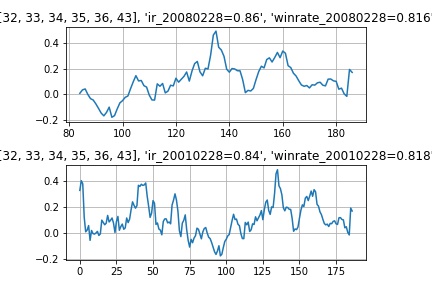 [32, 33, 34, 35, 36, 43], 'ir_20080228=0.86', 'winrate_20080228=0.816'
0.4
0.2
0.0
−0.2
80 100 120 140 160 180
[32, 33, 34, 35, 36, 43], 'ir_20010228=0.84', 'winrate_20010228=0.818'
0.4
0.2
0.0
−0.2
0 25 50 75 100 125 150 175